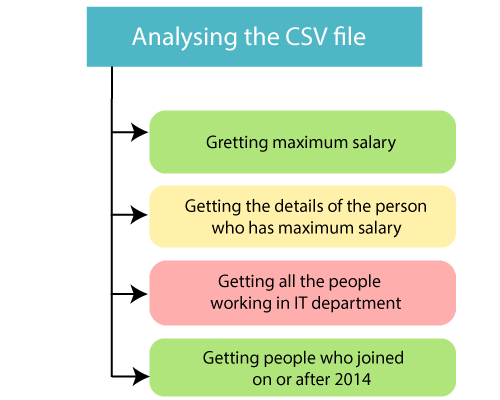 Analysing the CSV file
Gretting maximum salary
Getting the details of the person
who has maximum salary
Getting all the people
working in IT department
Getting people who joined
on or after 2014